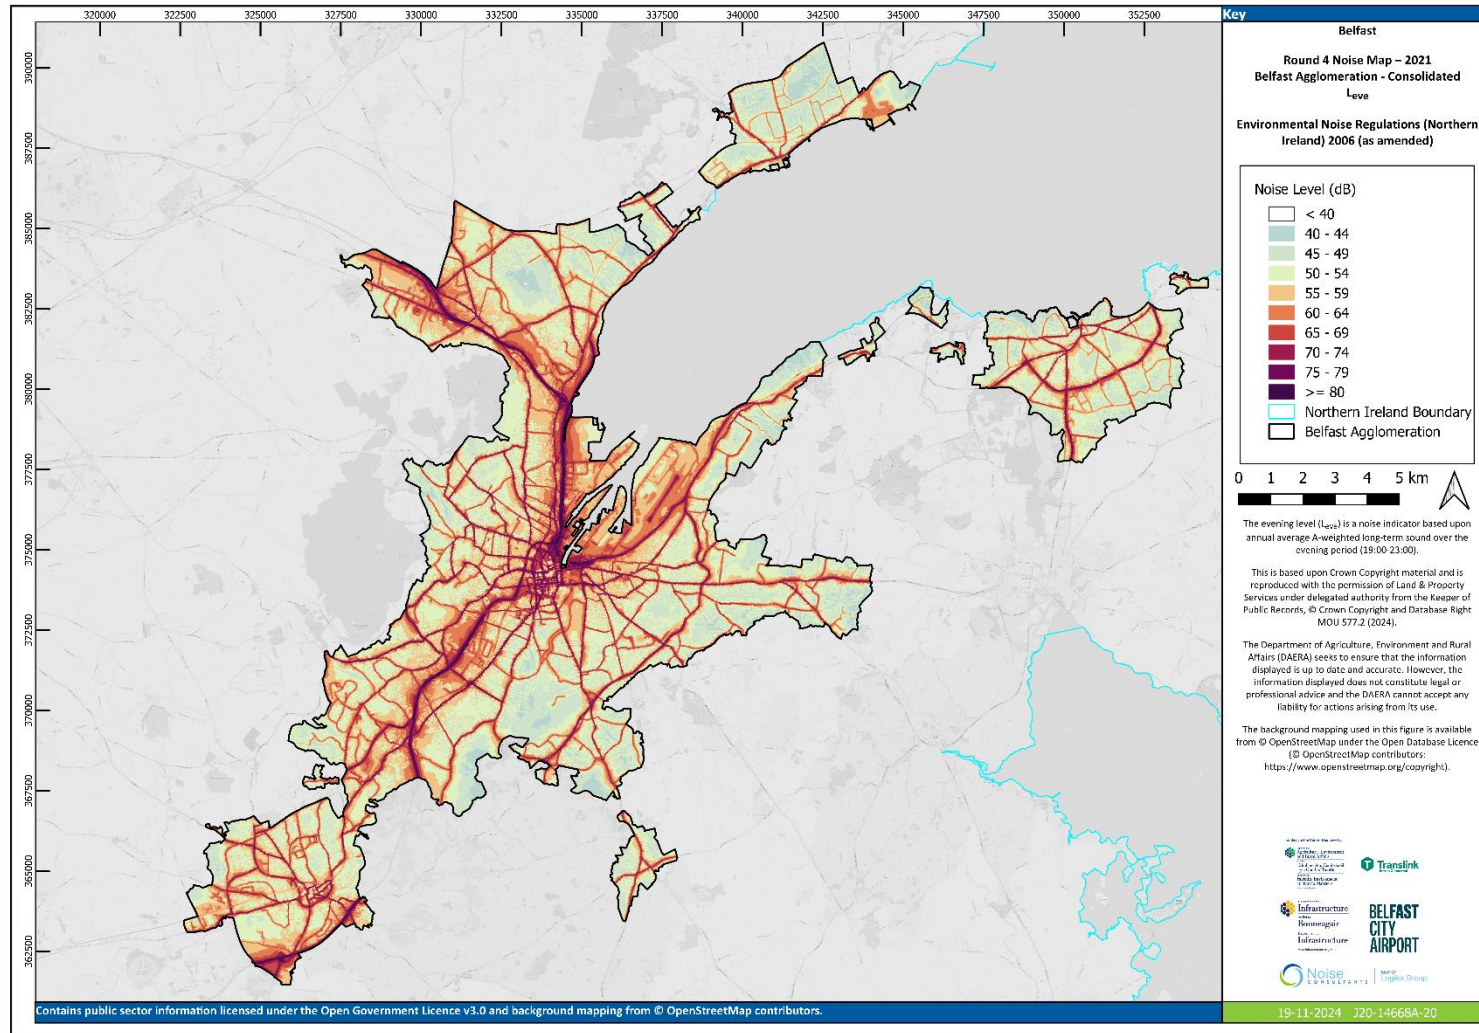 320000 322500 325000 327500 330000 332500 335000 337500 340000 342500 345000 347500 350000 352500
390000
387500
385000
382500
380000
377500
375000
372500
370000
367500
365000
362500
Key
Belfast
Round 4 Noise Map – 2021
Belfast Agglomeration - Consolidated
Leve
Environmental Noise Regulations (Northern
Ireland) 2006 (as amended)
Noise Level (dB)
< 40
40 - 44
45 - 49
50 - 54
55 - 59
60 - 64
65 - 69
70 - 74
75 - 79
>= 80
Northern Ireland Boundary
Belfast Agglomeration
0 1 2 3 4 5 km
The evening level (Leve) is a noise indicator based upon
annual average A-weighted long-term sound over the
evening period (19:00-23:00).
This is based upon Crown Copyright material and is
reproduced with the permission of Land & Property
Services under delegated authority from the Keeper of
Public Records, © Crown Copyright and Database Right
MOU 577.2 (2024).
The Department of Agriculture, Environment and Rural
Affairs (DAERA) seeks to ensure that the information
displayed is up to date and accurate. However, the
information displayed does not constitute legal or
professional advice and the DAERA cannot accept any
liability for actions arising from its use.
The background mapping used in this figure is available
from © OpenStreetMap under the Open Database Licence
(© OpenStreetMap contributors:
https://www.openstreetmap.org/copyright).
Translink
Infrastructure
Bonneagair
Infrastructure
BELFAST
CITY
AIRPORT
Noise
CONSULTANTS
PART OF
Logika Group
Contains public sector information licensed under the Open Government Licence v3.0 and background mapping from © OpenStreetMap contributors.
19-11-2024 J20-14668A-20